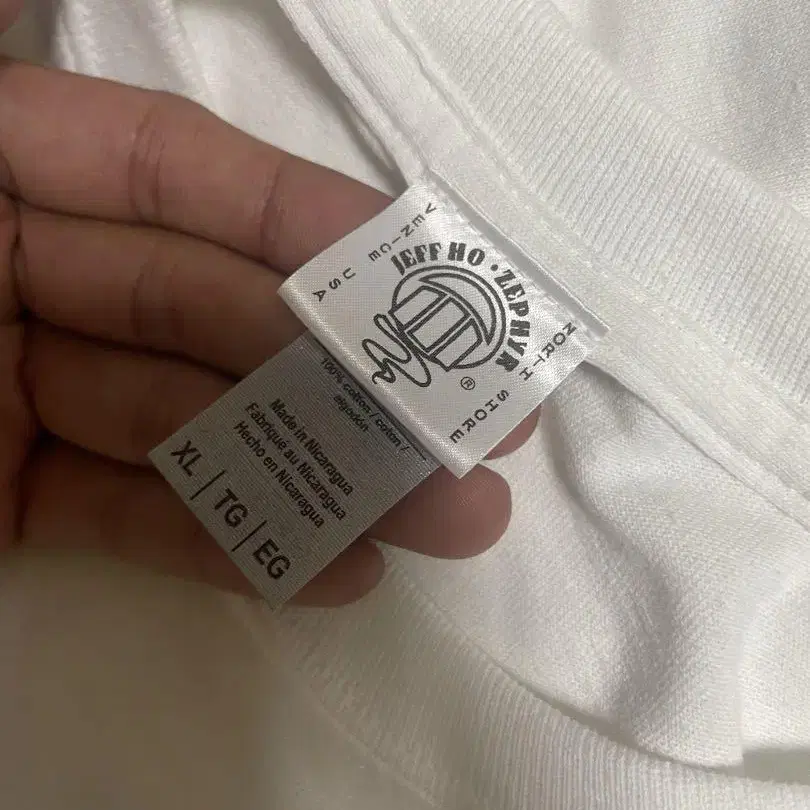 VENICE USA
JEFF HO · ZEPHYR
®
NORTH SHORE
100% cotton / coton /
algodón
Made in Nicaragua
Fabriqué au Nicaragua
Hecho en Nicaragua
XL / TG / EG